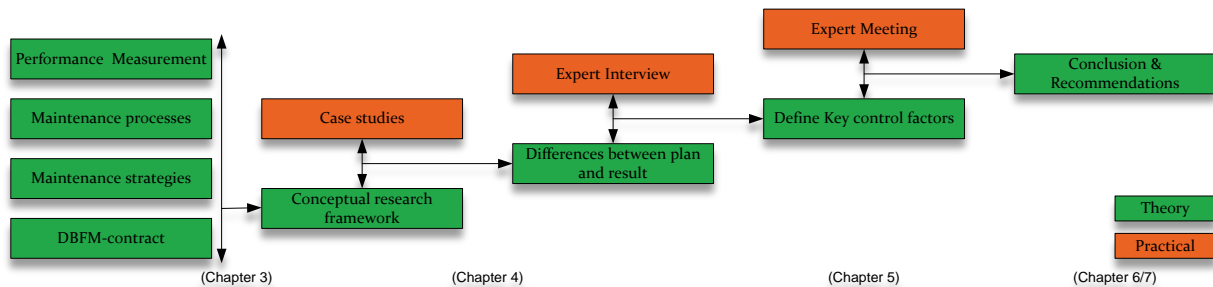 Performance Measurement
Maintenance processes
Maintenance strategies
DBFM-contract
Case studies
Conceptual research
framework
Expert Interview
Differences between plan
and result
Expert Meeting
Define Key control factors
Conclusion &
Recommendations
Theory
Practical
(Chapter 3)
(Chapter 4)
(Chapter 5)
(Chapter 6/7)